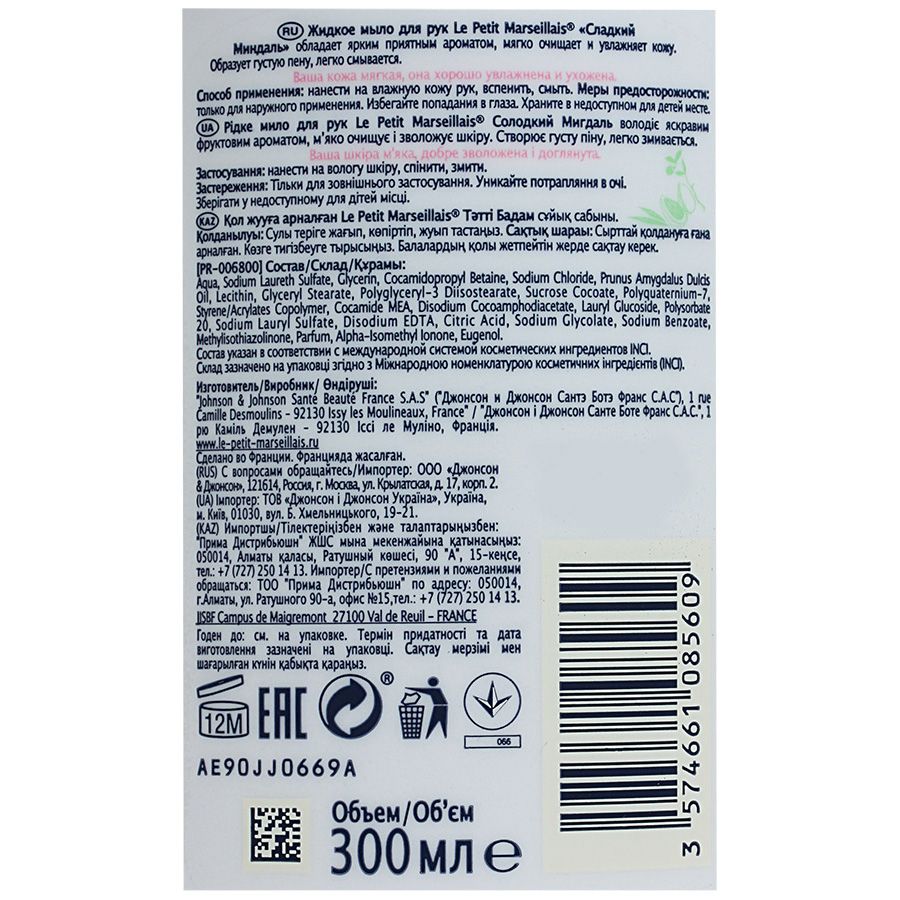 RU Жидкое мыло для рук Le Petit Marseillais® «Сладкий
Миндаль» обладает ярким приятным ароматом, мягко очищает и увлажняет кожу.
Образует густую пену, легко смывается.
Ваша кожа мягкая, она хорошо увлажнена и ухожена.
Способ применения: нанести на влажную кожу рук, вспенить, смыть. Меры предосторожности:
только для наружного применения. Избегайте попадания в глаза. Храните в недоступном для детей месте.
UA Рідке мило для рук Le Petit Marseillais® Солодкий Мигдаль володіє яскравим
фруктовим ароматом, м'яко очищує і зволожує шкіру. Створює густу піну, легко змивається.
Ваша шкіра м'яка, добре зволожена і доглянута.
Застосування: нанести на вологу шкіру, спінити, змити.
Застереження: Тільки для зовнішнього застосування. Уникайте потрапляння в очі.
Зберігати у недоступному для дітей місці.
KAZ Қол жууға арналған Le Petit Marseillais® Тәтті Бадам сұйық сабыны.
Қолданылуы: Сулы теріге жағып, көпіртіп, жуып тастаңыз. Сақтық шарасы: Сырттай қолдануға ғана
арналған. Көзге тигізбеуге тырысыңыз. Балалардың қолы жетпейтін жерде сақтау керек.
[PR-006800] Состав/Склад/Құрамы:
Aqua, Sodium Laureth Sulfate, Glycerin, Cocamidopropyl Betaine, Sodium Chloride, Prunus Amygdalus Dulcis
Oil, Lecithin, Glyceryl Stearate, Polyglyceryl-3 Diisostearate, Sucrose Cocoate, Polyquaternium-7,
Styrene/Acrylates Copolymer, Cocamide MEA, Disodium Cocoamphodiacetate, Lauryl Glucoside, Polysorbate
20, Sodium Lauryl Sulfate, Disodium EDTA, Citric Acid, Sodium Glycolate, Sodium Benzoate,
Methylisothiazolinone, Parfum, Alpha-Isomethyl Ionone, Eugenol.
Состав указан в соответствии с международной системой косметических ингредиентов INCI.
Склад зазначено на упаковці згідно з Міжнародною номенклатурою косметичних інгредієнтів (INCI).
Изготовитель/Виробник/ Өндіруші:
"Johnson & Johnson Santé Beauté France S.A.S" ("Джонсон и Джонсон Сантэ Ботэ Франс С.А.С"), 1 rue
Camille Desmoulins - 92130 Issy les Moulineaux, France" / "Джонсон і Джонсон Санте Боте Франс С.А.С.", 1
рю Каміль Демулен - 92130 Іссі ле Муліно, Франція.
www.le-petit-marseillais.ru
Сделано во Франции. Францияда жасалған.
(RUS) С вопросами обращайтесь/Импортер: ООО «Джонсон
& Джонсон», 121614, Россия, г. Москва, ул. Крылатская, д. 17, корп. 2.
(UA) Імпортер: ТОВ «Джонсон і Джонсон Україна», Україна,
м. Київ, 01030, вул. Б. Хмельницького, 19-21.
(KAZ) Импортшы/Тілектеріңізбен және талаптарыңызбен:
"Прима Дистрибьюшн" ЖШС мына мекенжайына қатынасыңыз:
050014, Алматы қаласы, Ратушный көшесі, 90 "А", 15-кеңсе,
тел.: +7 (727) 250 14 13. Импортер/С претензиями и пожеланиями
обращаться: ТОО "Прима Дистрибьюшн" по адресу: 050014,
г.Алматы, ул. Ратушного 90-а, офис №15,тел.: +7 (727) 250 14 13.
JJSBF Campus de Maigremont 27100 Val de Reuil - FRANCE
Годен до: см. на упаковке. Термін придатності та дата
виготовлення зазначені на упаковці. Сақтау мерзімі мен
шығарылған күнін қабықта қараңыз.
12M EAC ®
066
AE90JJ0669A
Объем/Об'єм
300 мл e
3 574661 085609